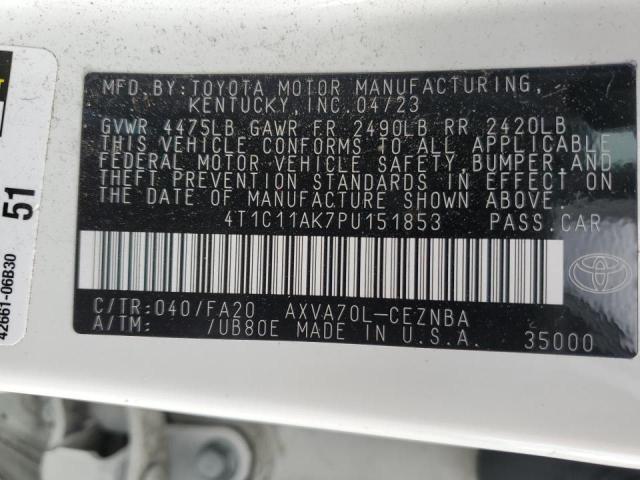 MFD.BY:TOYOTA MOTOR MANUFACTURING,
KENTUCKY, INC. 04/23
GVWR 4475LB GAWR FR 2490LB RR 2420LB
THIS VEHICLE CONFORMS TO ALL APPLICABLE
FEDERAL MOTOR VEHICLE SAFETY, BUMPER, AND
THEFT PREVENTION STANDARDS IN EFFECT ON
THE DATE OF MANUFACTURE SHOWN ABOVE.
4T1C11AK7PU151853 PASS.CAR
C/TR:040/FA20 AXVA70L-CEZNBA
A/TM: /UB80E MADE IN U.S.A. 35000
51
42661-06B30